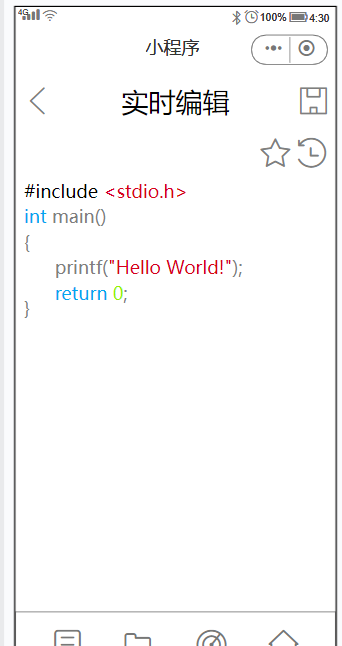 4G 100% 4:30
小程序
实时编辑
#include <stdio.h>
int main()
{
printf("Hello World!");
return 0;
}